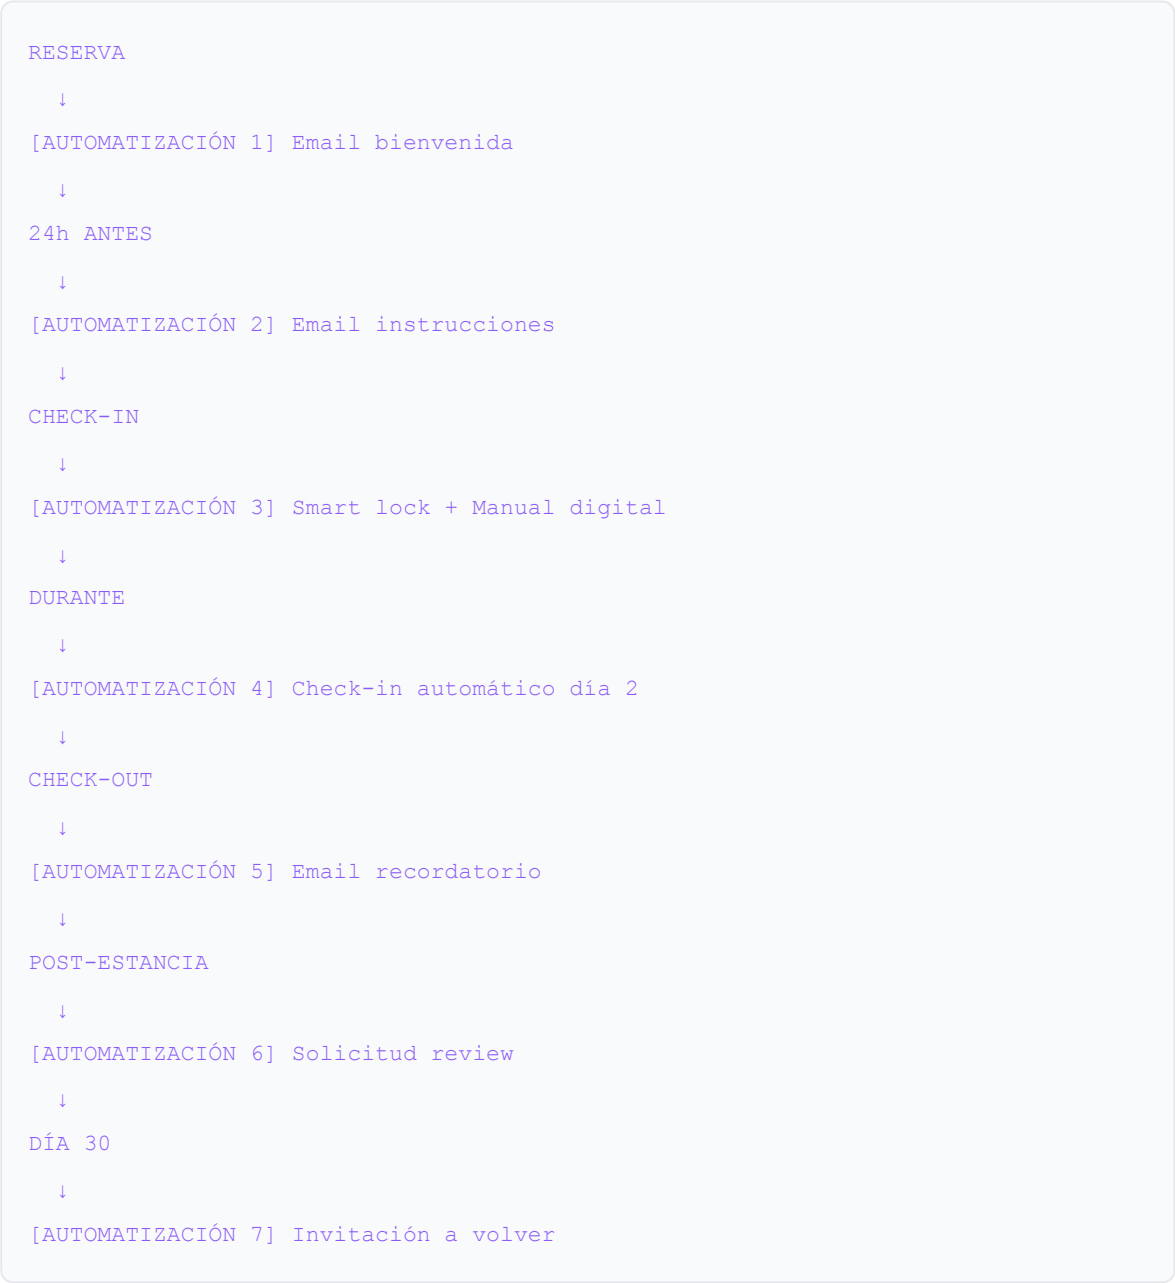 RESERVA
↓
[AUTOMATIZACIÓN 1] Email bienvenida
↓
24h ANTES
↓
[AUTOMATIZACIÓN 2] Email instrucciones
↓
CHECK-IN
↓
[AUTOMATIZACIÓN 3] Smart lock + Manual digital
↓
DURANTE
↓
[AUTOMATIZACIÓN 4] Check-in automático día 2
↓
CHECK-OUT
↓
[AUTOMATIZACIÓN 5] Email recordatorio
↓
POST-ESTANCIA
↓
[AUTOMATIZACIÓN 6] Solicitud review
↓
DÍA 30
↓
[AUTOMATIZACIÓN 7] Invitación a volver